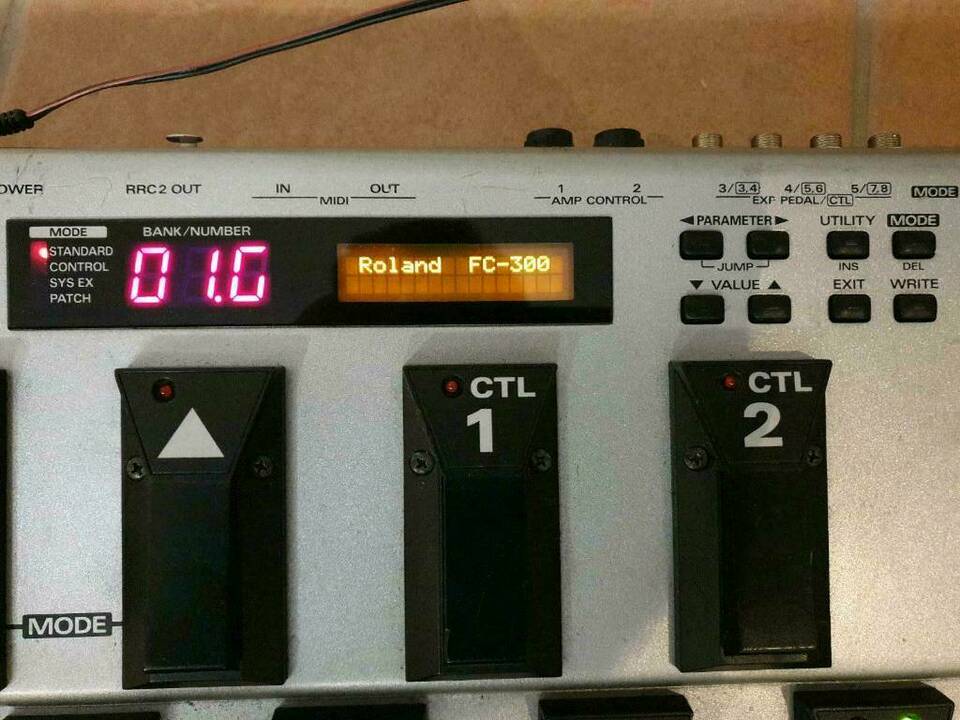 OWER
RRC2 OUT
IN
OUT
MIDI
1
2
AMP CONTROL
3/3,4
4/5,6
5/7,8
EXP PEDAL/CTL
MODE
MODE
STANDARD
CONTROL
SYS EX
PATCH
BANK/NUMBER
01.G
Roland FC-300
◀PARAMETER▶
JUMP
▼ VALUE ▲
UTILITY
INS
EXIT
MODE
DEL
WRITE
CTL
1
CTL
2
MODE